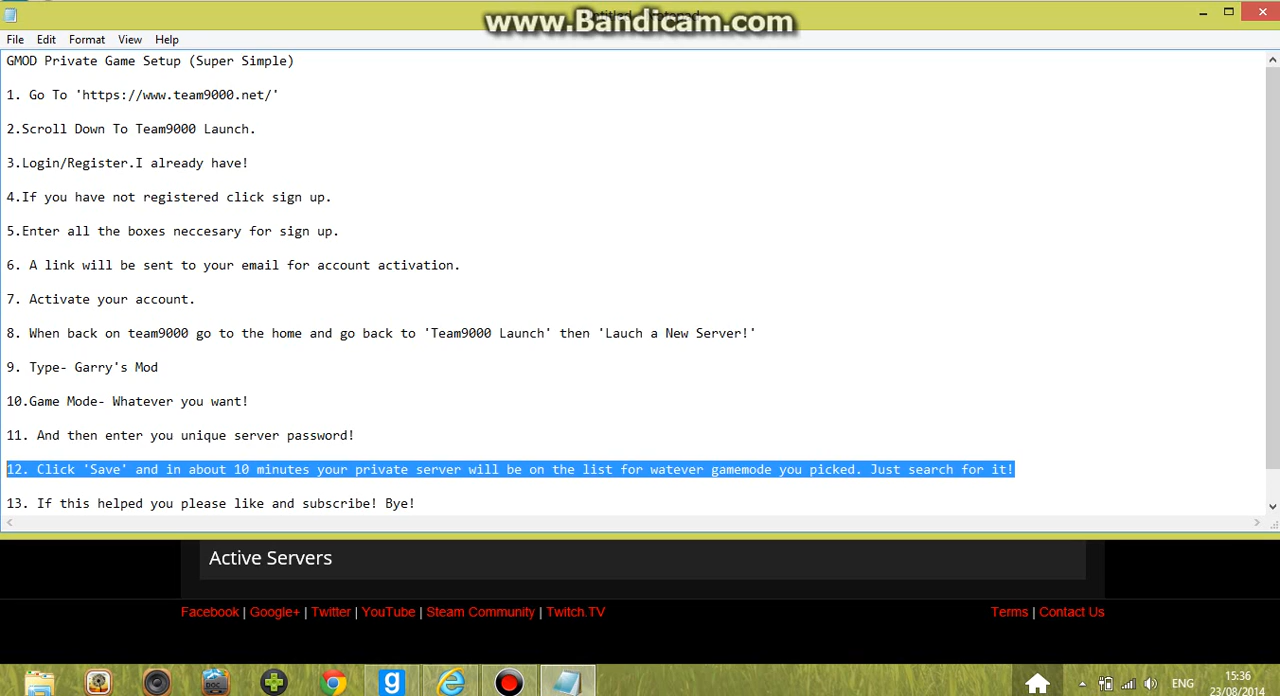 www.Bandicam.com
File Edit Format View Help
GMOD Private Game Setup (Super Simple)
1. Go To 'https://www.team9000.net/'
2.Scroll Down To Team9000 Launch.
3.Login/Register.I already have!
4.If you have not registered click sign up.
5.Enter all the boxes neccesary for sign up.
6. A link will be sent to your email for account activation.
7. Activate your account.
8. When back on team9000 go to the home and go back to 'Team9000 Launch' then 'Lauch a New Server!'
9. Type- Garry's Mod
10.Game Mode- Whatever you want!
11. And then enter you unique server password!
12. Click 'Save' and in about 10 minutes your private server will be on the list for watever gamemode you picked. Just search for it!
13. If this helped you please like and subscribe! Bye!
Active Servers
Facebook | Google+ | Twitter | YouTube | Steam Community | Twitch.TV
Terms | Contact Us
ENG
15:36
23/08/2014